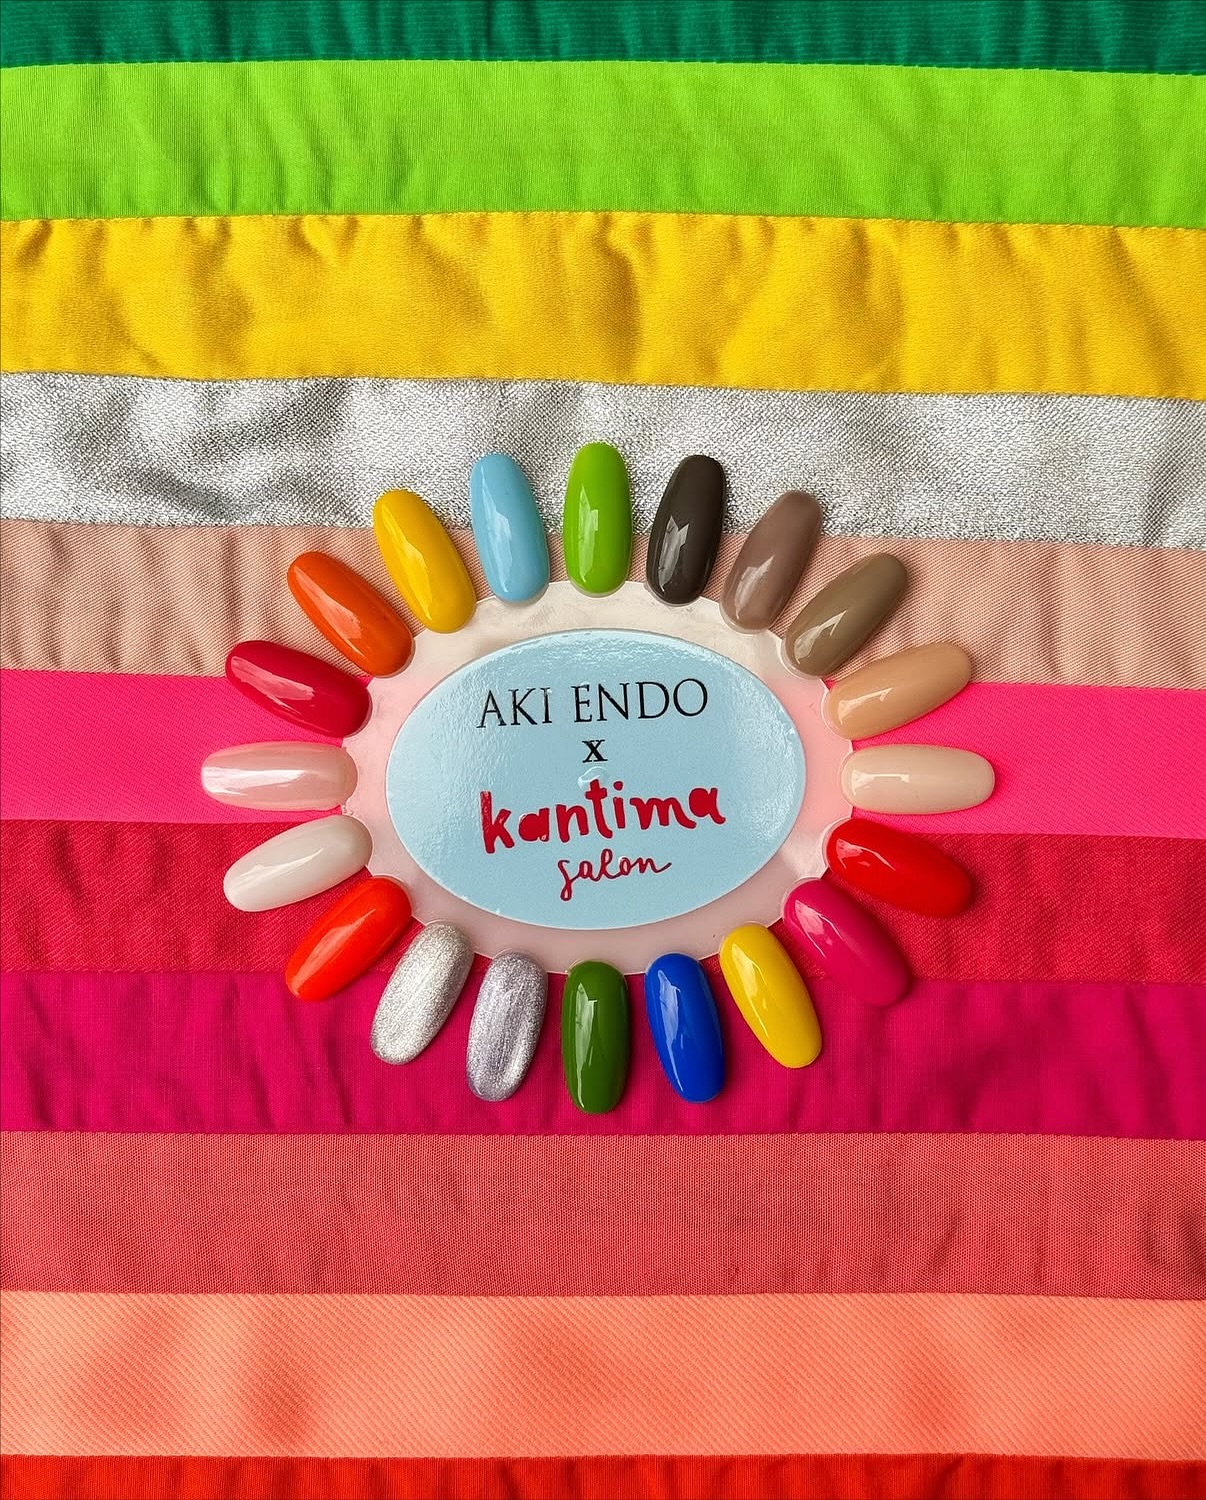 AKI ENDO
x
kantima
salon